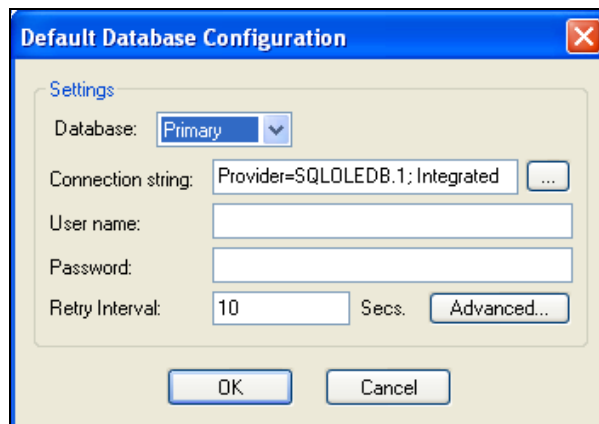 Default Database Configuration
Settings
Database: Primary
Connection string: Provider=SQLOLEDB.1; Integrated ...
User name:
Password:
Retry Interval: 10 Secs. Advanced...
OK Cancel